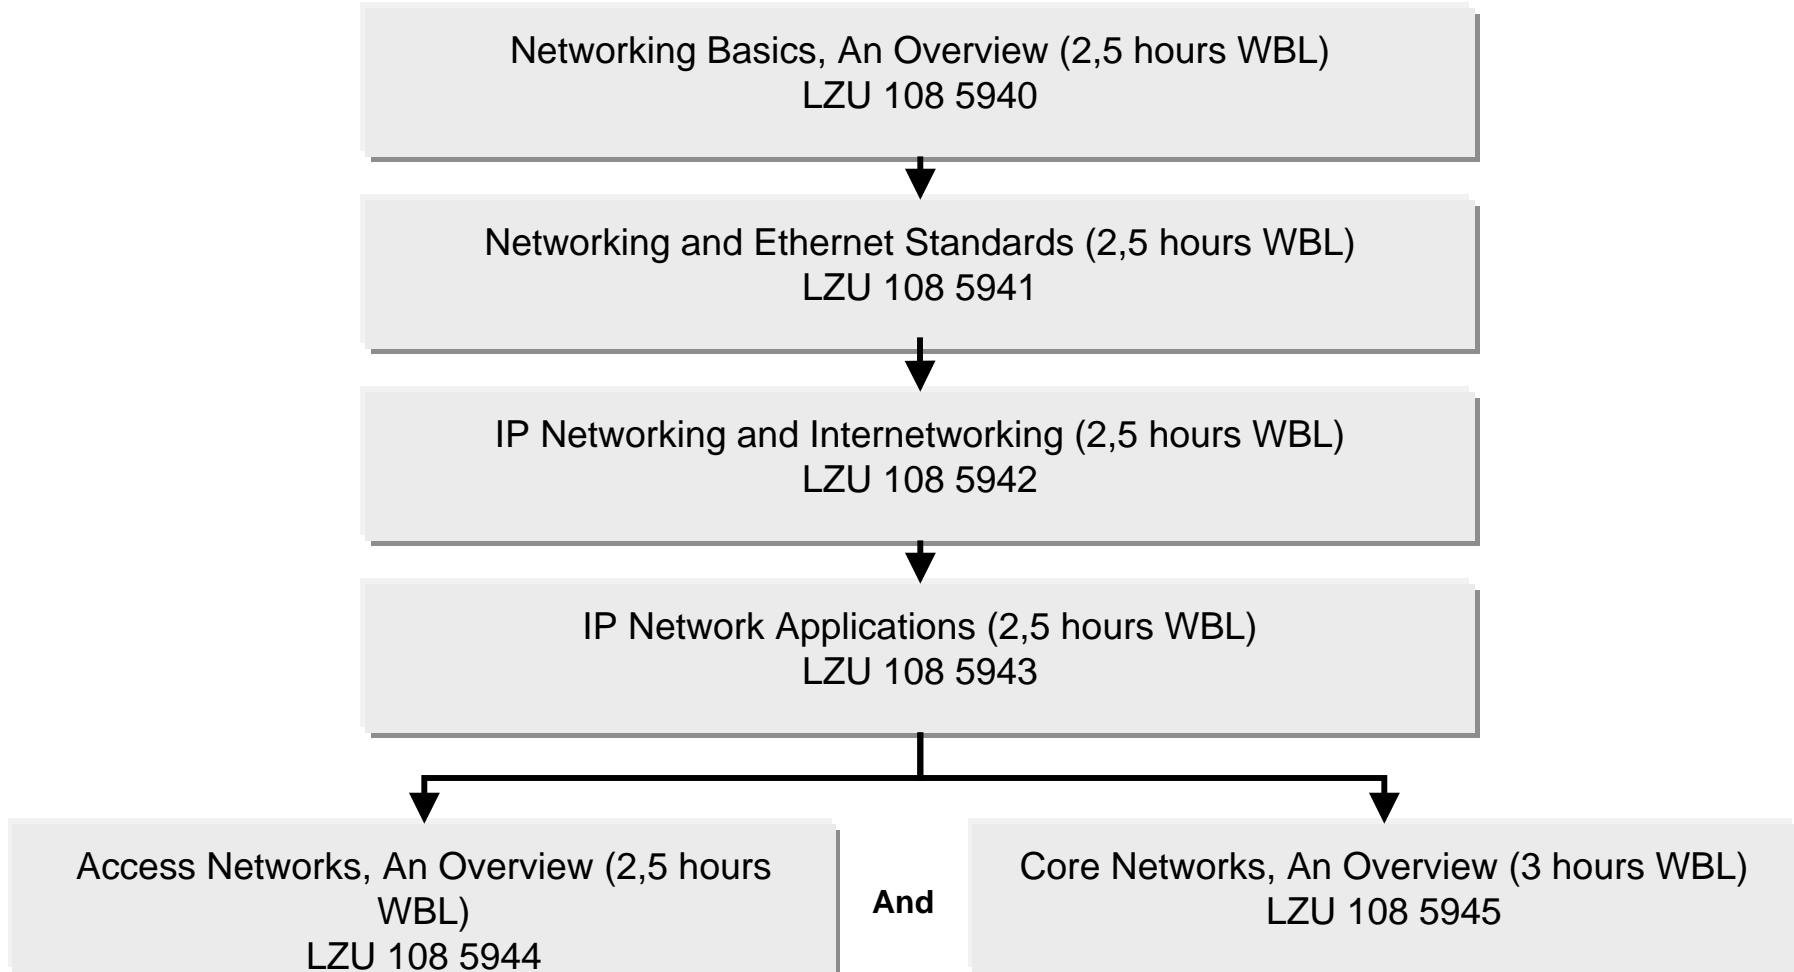 Networking Basics, An Overview (2,5 hours WBL)
LZU 108 5940
Networking and Ethernet Standards (2,5 hours WBL)
LZU 108 5941
IP Networking and Internetworking (2,5 hours WBL)
LZU 108 5942
IP Network Applications (2,5 hours WBL)
LZU 108 5943
Access Networks, An Overview (2,5 hours
WBL)
LZU 108 5944
And
Core Networks, An Overview (3 hours WBL)
LZU 108 5945